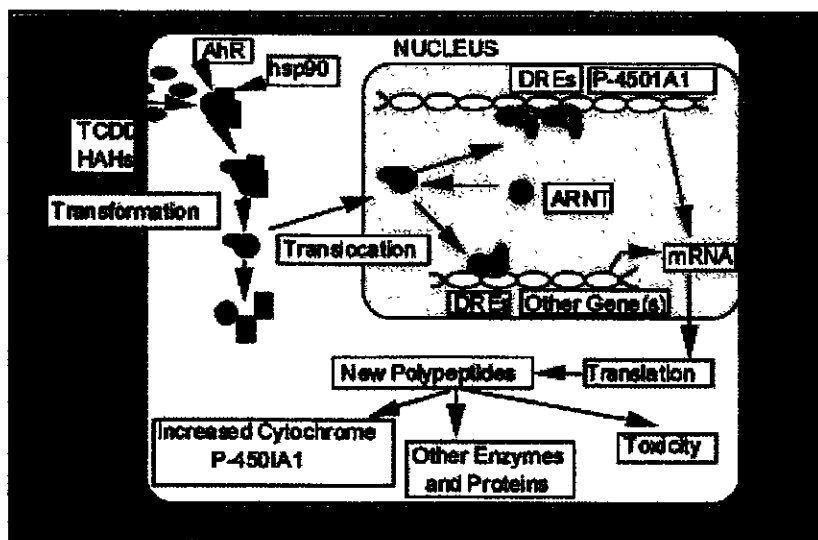 AhR
hsp90
NUCLEUS
DREs
P-4501A1
TCDD
HAHs
Transformation
Translocation
ARNT
mRNA
DREs
Other Gene(s)
New Polypeptides
Translation
Increased Cytochrome
P-450IA1
Other Enzymes
and Proteins
Toxicity